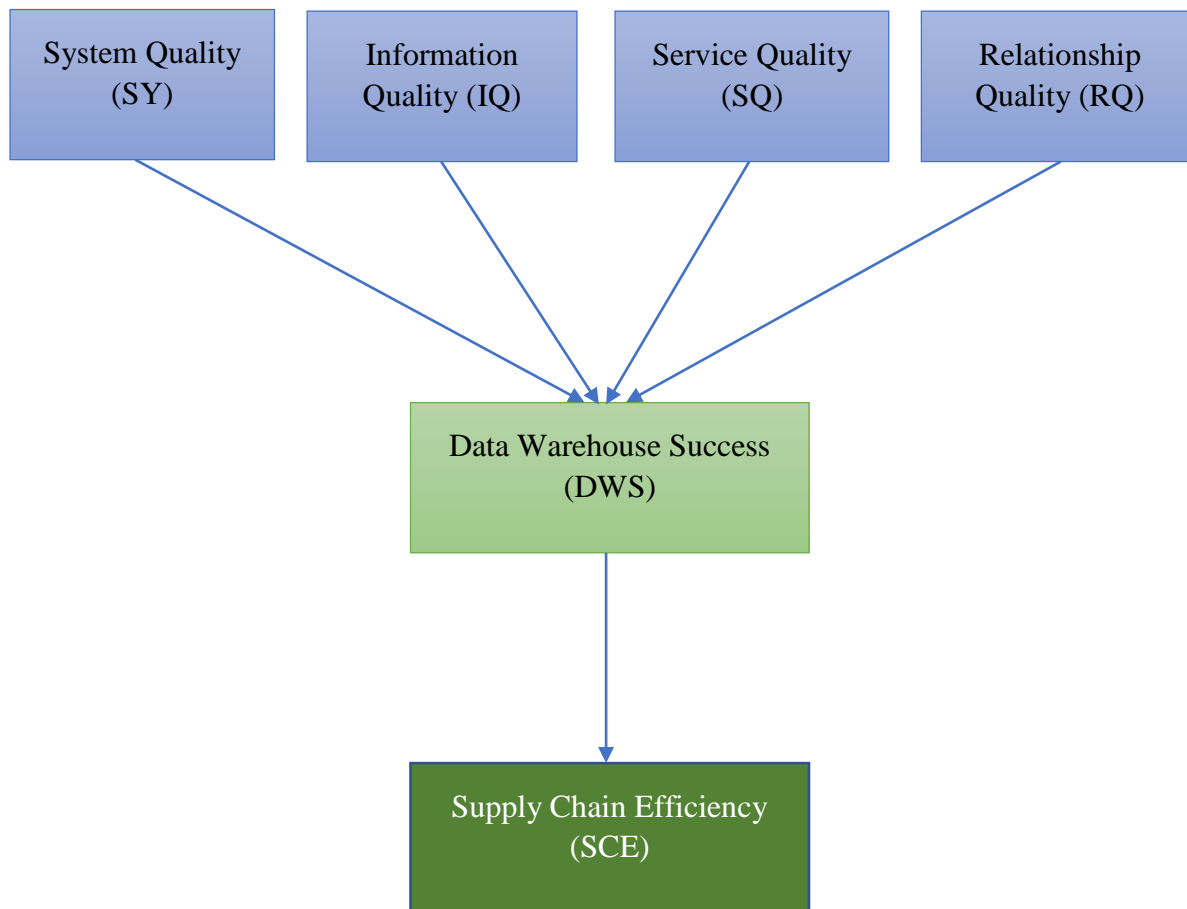 System Quality
(SY)
Information
Quality (IQ)
Service Quality
(SQ)
Relationship
Quality (RQ)
Data Warehouse Success
(DWS)
Supply Chain Efficiency
(SCE)